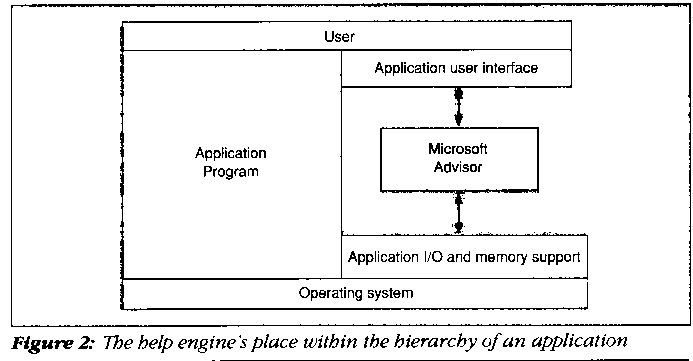 User
Application user interface
Application
Program
Microsoft
Advisor
Application I/O and memory support
Operating system
Figure 2: The help engine's place within the hierarchy of an application